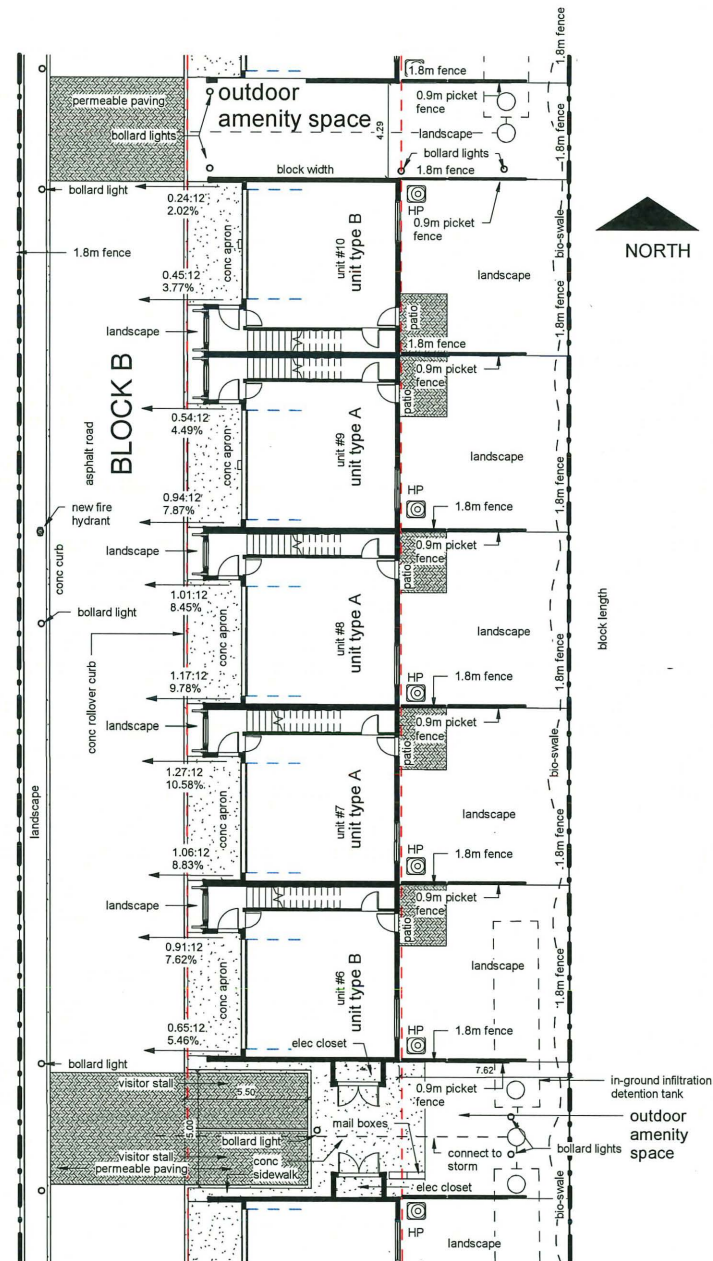 1.8m fence
1.8m fence
permeable paving
outdoor
amenity space
0.9m picket
fence
4.29
landscape
bollard lights
bollard lights
1.8m fence
1.8m fence
block width
bollard light
0.24:12
2.02%
HP
0.9m picket
fence
NORTH
1.8m fence
conc apron
unit #10
unit type B
bio-swale
landscape
0.45:12
3.77%
patio
1.8m fence
landscape
1.8m fence
0.9m picket
fence
BLOCK B
asphalt road
0.54:12
4.49%
conc apron
unit #9
unit type A
patio
landscape
1.8m fence
0.94:12
7.87%
HP
1.8m fence
new fire
hydrant
landscape
0.9m picket
fence
conc curb
patio
1.01:12
8.45%
bollard light
conc apron
unit #8
unit type A
landscape
block length
1.17:12
9.78%
HP
1.8m fence
1.8m fence
conc rollover curb
landscape
0.9m picket
fence
patio
bio-swale
1.27:12
10.58%
landscape
conc apron
unit #7
unit type A
landscape
1.06:12
8.83%
HP
1.8m fence
1.8m fence
landscape
0.9m picket
fence
patio
0.91:12
7.62%
conc apron
unit #6
unit type B
landscape
1.8m fence
0.65:12
5.46%
HP
1.8m fence
elec closet
bollard light
7.62
visitor stall
5.50
0.9m picket
fence
in-ground infiltration
detention tank
5.00
mail boxes
outdoor
amenity
space
bollard light
bollard lights
connect to
storm
visitor stall
permeable paving
conc
sidewalk
elec closet
bio-swale
HP
landscape